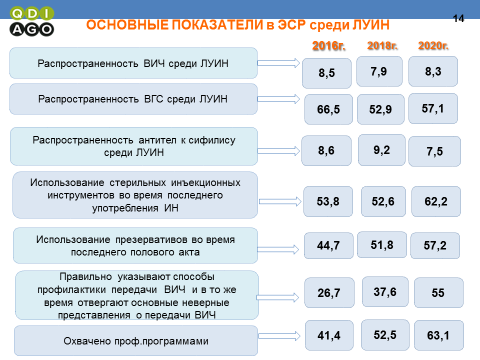 QDI
AGO
ОСНОВНЫЕ ПОКАЗАТЕЛИ в ЭСР среди ЛУИН
14
2016г. 2018г. 2020г.
Распространенность ВИЧ среди ЛУИН 8,5 7,9 8,3
Распространенность ВГС среди ЛУИН 66,5 52,9 57,1
Распространенность антител к сифилису
среди ЛУИН 8,6 9,2 7,5
Использование стерильных инъекционных
инструментов во время последнего
употребления ИН 53,8 52,6 62,2
Использование презервативов во время
последнего полового акта 44,7 51,8 57,2
Правильно указывают способы
профилактики передачи ВИЧ и в то же
время отвергают основные неверные
представления о передачи ВИЧ 26,7 37,6 55
Охвачено проф.программами 41,4 52,5 63,1